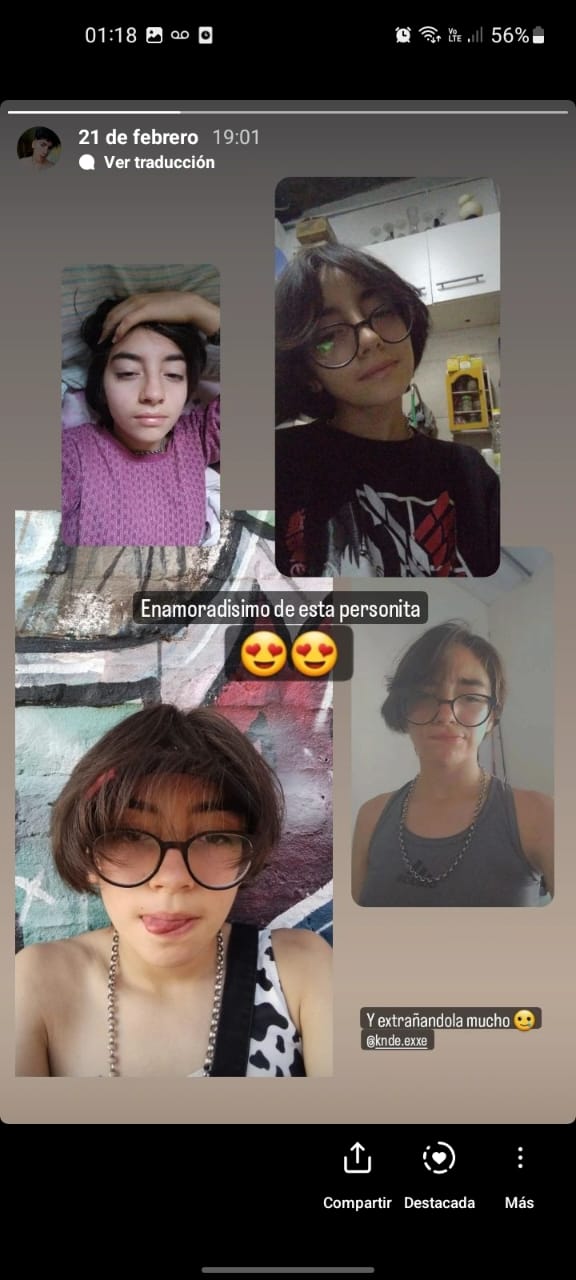 01:18
Vo LTE 56%
21 de febrero 19:01
Ver traducción
Enamoradisimo de esta personita
😍😍
Y extrañandola mucho 🙂
@knde.exxe
Compartir Destacada Más